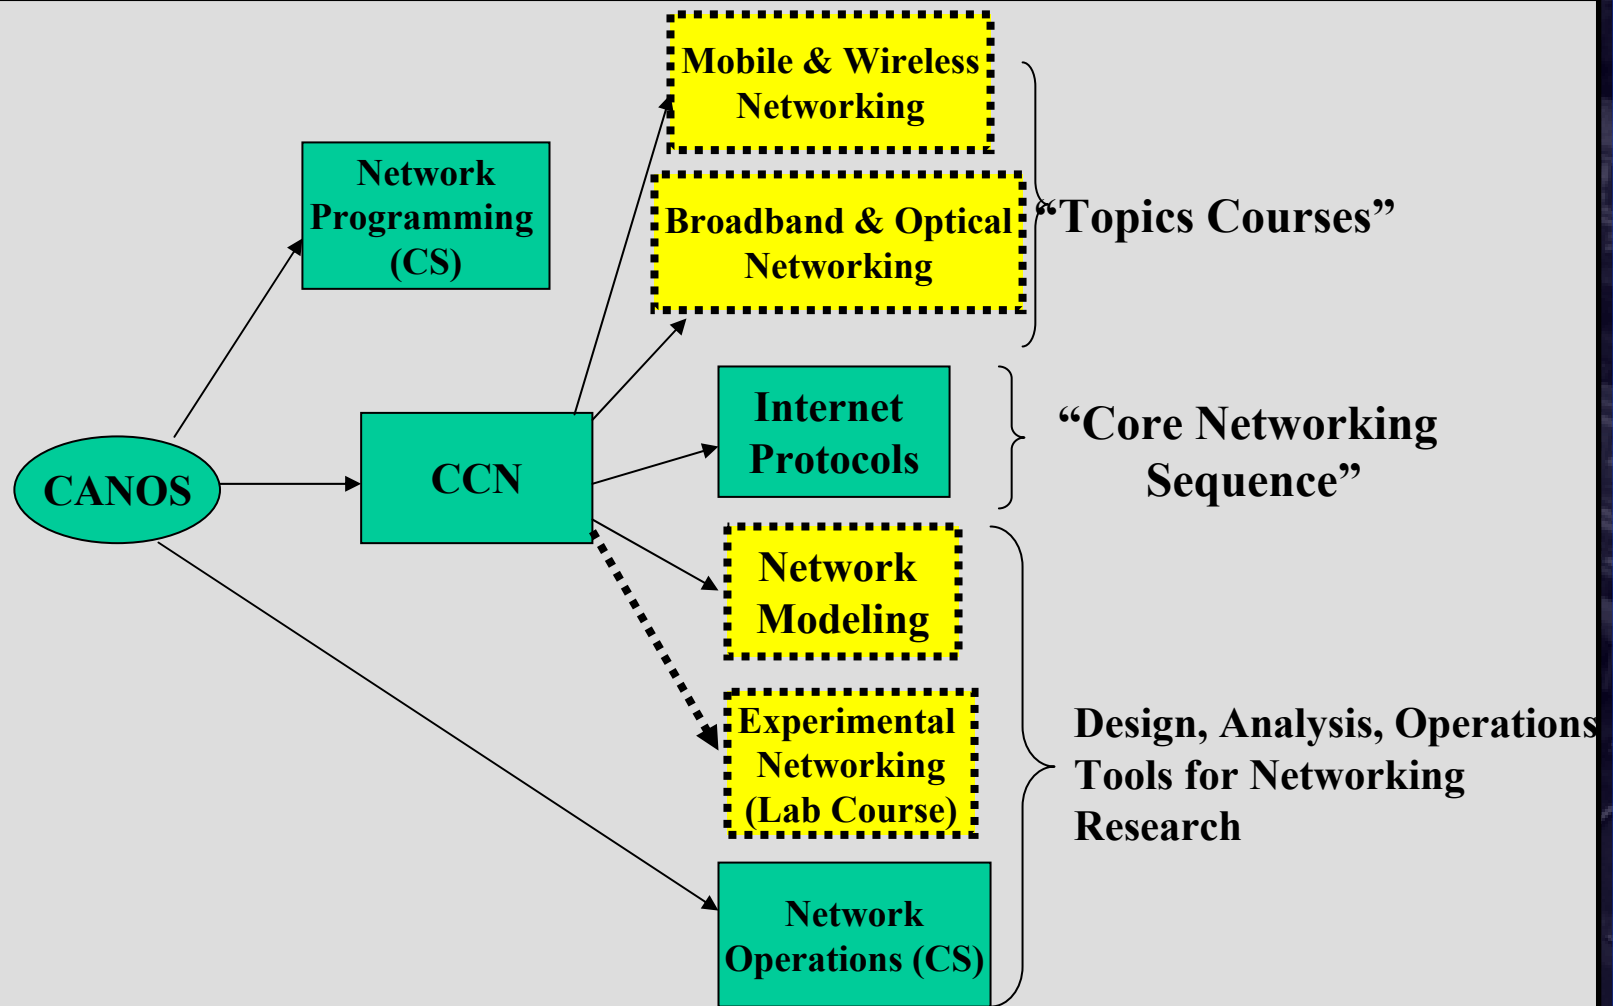 Mobile & Wireless
Networking
Network
Programming
(CS)
Broadband & Optical
Networking
“Topics Courses”
Internet
Protocols
“Core Networking
Sequence”
CANOS
CCN
Network
Modeling
Experimental
Networking
(Lab Course)
Design, Analysis, Operations
Tools for Networking
Research
Network
Operations (CS)